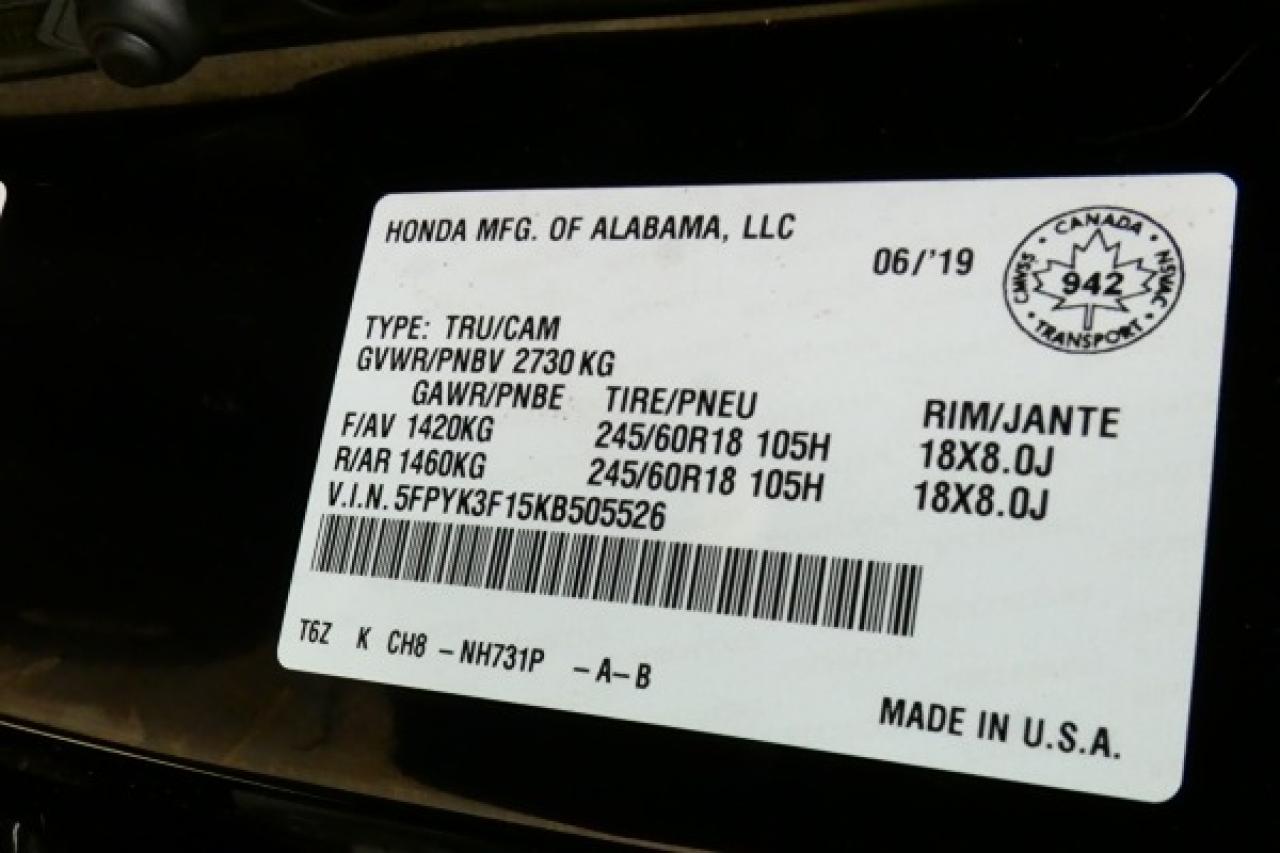 HONDA MFG. OF ALABAMA, LLC
06/'19
CANADA
CMVSS 942 NSVAC
TRANSPORT
TYPE: TRU/CAM
GVWR/PNBV 2730 KG
GAWR/PNBE TIRE/PNEU RIM/JANTE
F/AV 1420KG 245/60R18 105H 18X8.0J
R/AR 1460KG 245/60R18 105H 18X8.0J
V.I.N. 5FPYK3F15KB505526
T6Z K CH8 - NH731P - A- B
MADE IN U.S.A.